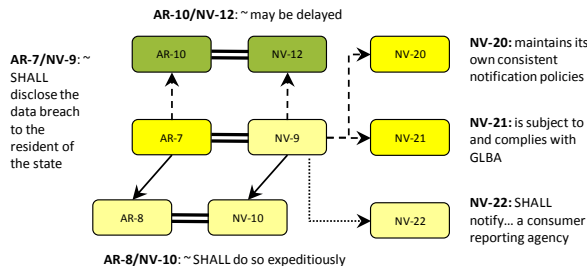 AR-10/NV-12: ~ may be delayed
AR-7/NV-9: ~
SHALL
disclose the
data breach
to the
resident of
the state
AR-10
NV-12
NV-20
NV-20: maintains its
own consistent
notification policies
AR-7
NV-9
NV-21
NV-21: is subject to
and complies with
GLBA
AR-8
NV-10
NV-22
NV-22: SHALL
notify... a consumer
reporting agency
AR-8/NV-10: ~ SHALL do so expeditiously